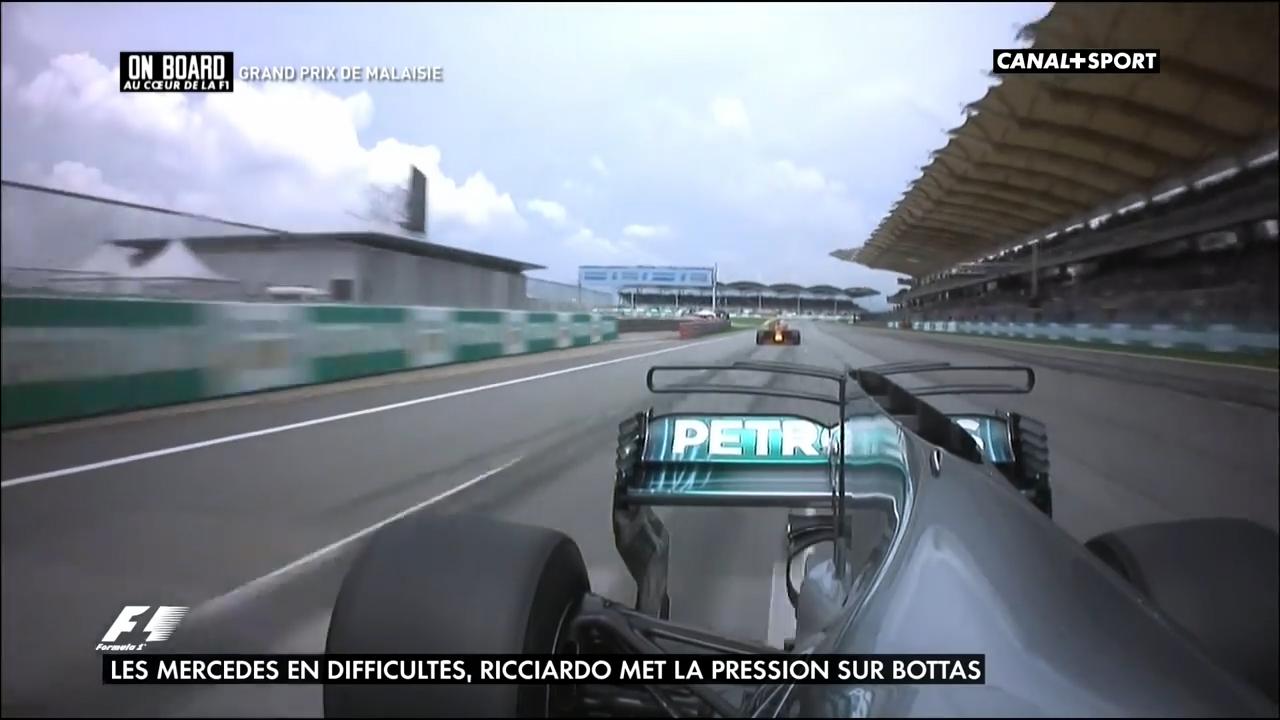 ON BOARD
AU CŒUR DE LA F1
GRAND PRIX DE MALAISIE
CANAL+SPORT
PETR
S
F1
Formula 1
LES MERCEDES EN DIFFICULTÉS, RICCIARDO MET LA PRESSION SUR BOTTAS